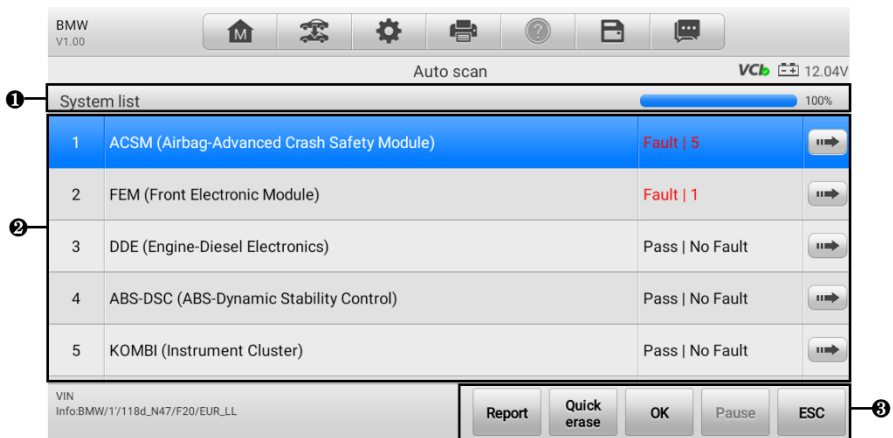 BMW
V1.00
M
Auto scan
VCI 12.04V
❶ System list 100%
❷
1 ACSM (Airbag-Advanced Crash Safety Module) Fault | 5
2 FEM (Front Electronic Module) Fault | 1
3 DDE (Engine-Diesel Electronics) Pass | No Fault
4 ABS-DSC (ABS-Dynamic Stability Control) Pass | No Fault
5 KOMBI (Instrument Cluster) Pass | No Fault
VIN
Info:BMW/1'/118d_N47/F20/EUR_LL
Report Quick erase OK Pause ESC ❸